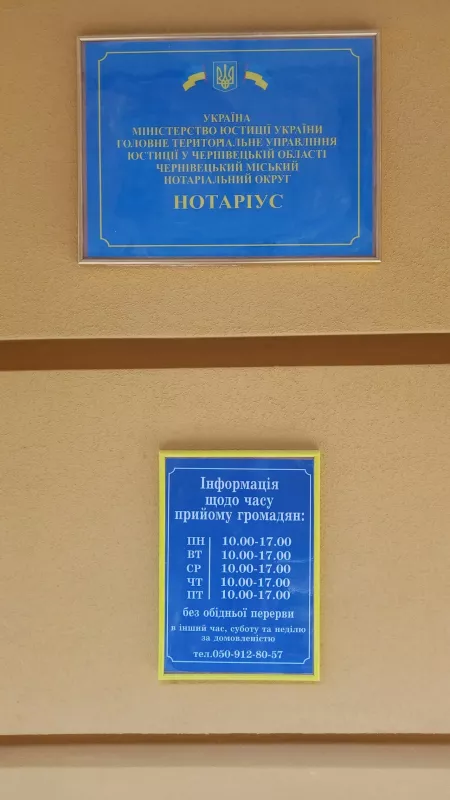 УКРАЇНА
МІНІСТЕРСТВО ЮСТИЦІЇ УКРАЇНИ
ГОЛОВНЕ ТЕРИТОРІАЛЬНЕ УПРАВЛІННЯ
ЮСТИЦІЇ У ЧЕРНІВЕЦЬКІЙ ОБЛАСТІ
ЧЕРНІВЕЦЬКИЙ МІСЬКИЙ
НОТАРІАЛЬНИЙ ОКРУГ
НОТАРІУС
Інформація
щодо часу
прийому громадян:
ПН 10.00-17.00
ВТ 10.00-17.00
СР 10.00-17.00
ЧТ 10.00-17.00
ПТ 10.00-17.00
без обідньої перерви
в інший час, суботу та неділю
за домовленістю
тел.050-912-80-57